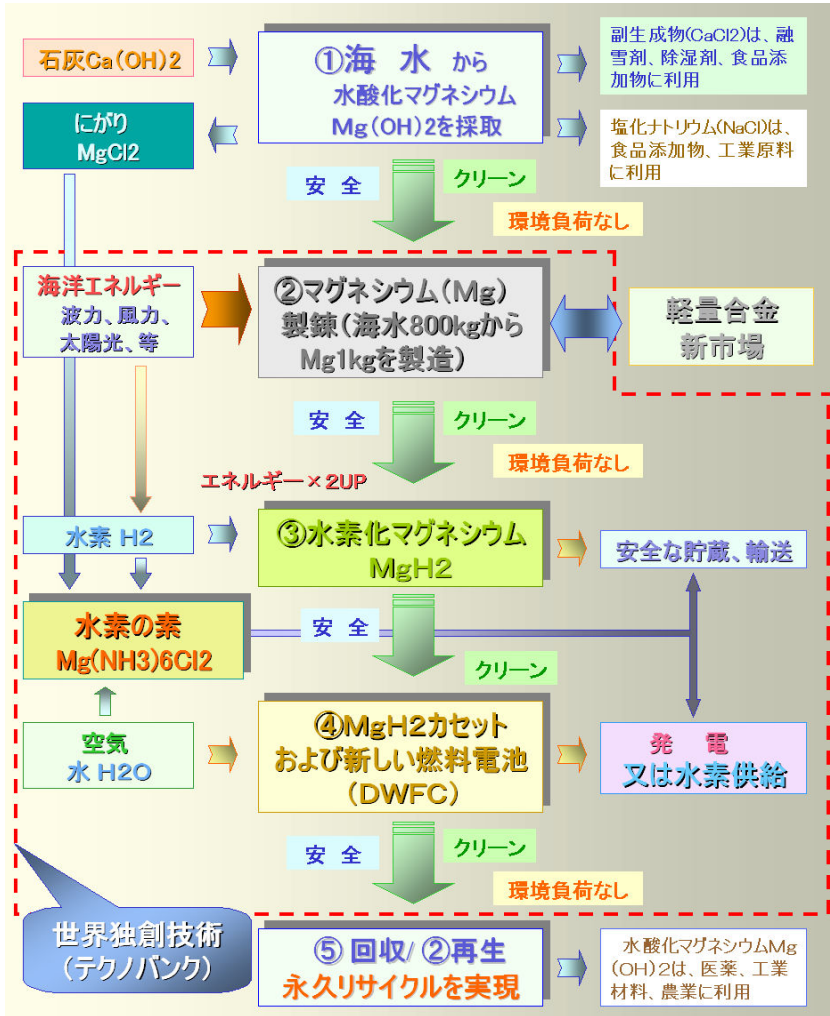 石灰Ca(OH)2
①海 水 から
水酸化マグネシウム
Mg(OH)2を採取
副生成物(CaCl2)は、融
雪剤、除湿剤、食品添
加物に利用
にがり
MgCl2
塩化ナトリウム(NaCl)は、
食品添加物、工業原料
に利用
安 全
クリーン
環境負荷なし
海洋エネルギー
波力、風力、
太陽光、等
②マグネシウム(Mg)
製錬(海水800kgから
Mg1kgを製造)
軽量合金
新市場
安 全
クリーン
環境負荷なし
エネルギー×2UP
水素 H2
③水素化マグネシウム
MgH2
安全な貯蔵、輸送
水素の素
Mg(NH3)6Cl2
安 全
クリーン
空気
水 H2O
④MgH2カセット
および新しい燃料電池
(DWFC)
発 電
又は水素供給
安 全
クリーン
環境負荷なし
世界独創技術
(テクノバンク)
⑤ 回収/ ②再生
永久リサイクルを実現
水酸化マグネシウムMg
(OH)2は、医薬、工業
材料、農業に利用